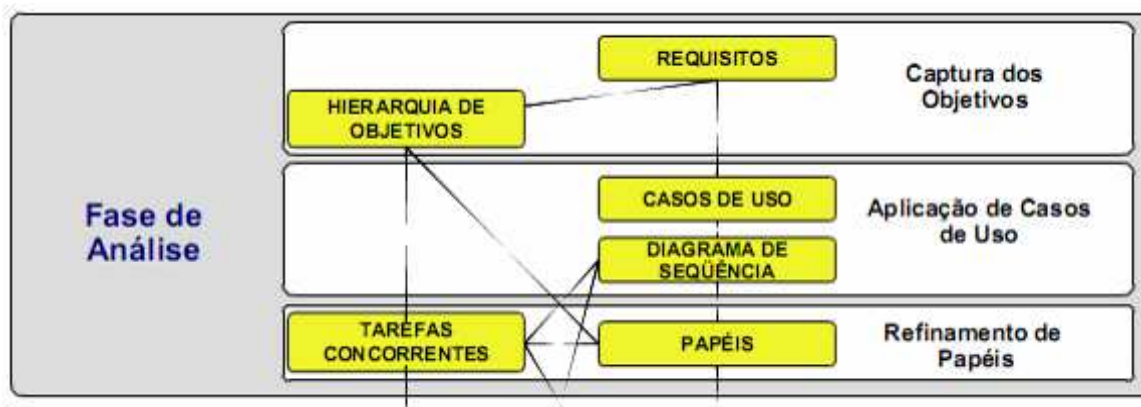 Fase de
Análise
REQUISITOS
HIERARQUIA DE
OBJETIVOS
Captura dos
Objetivos
CASOS DE USO
DIAGRAMA DE
SEQÜÊNCIA
Aplicação de Casos
de Uso
TAREFAS
CONCORRENTES
PAPÉIS
Refinamento de
Papéis